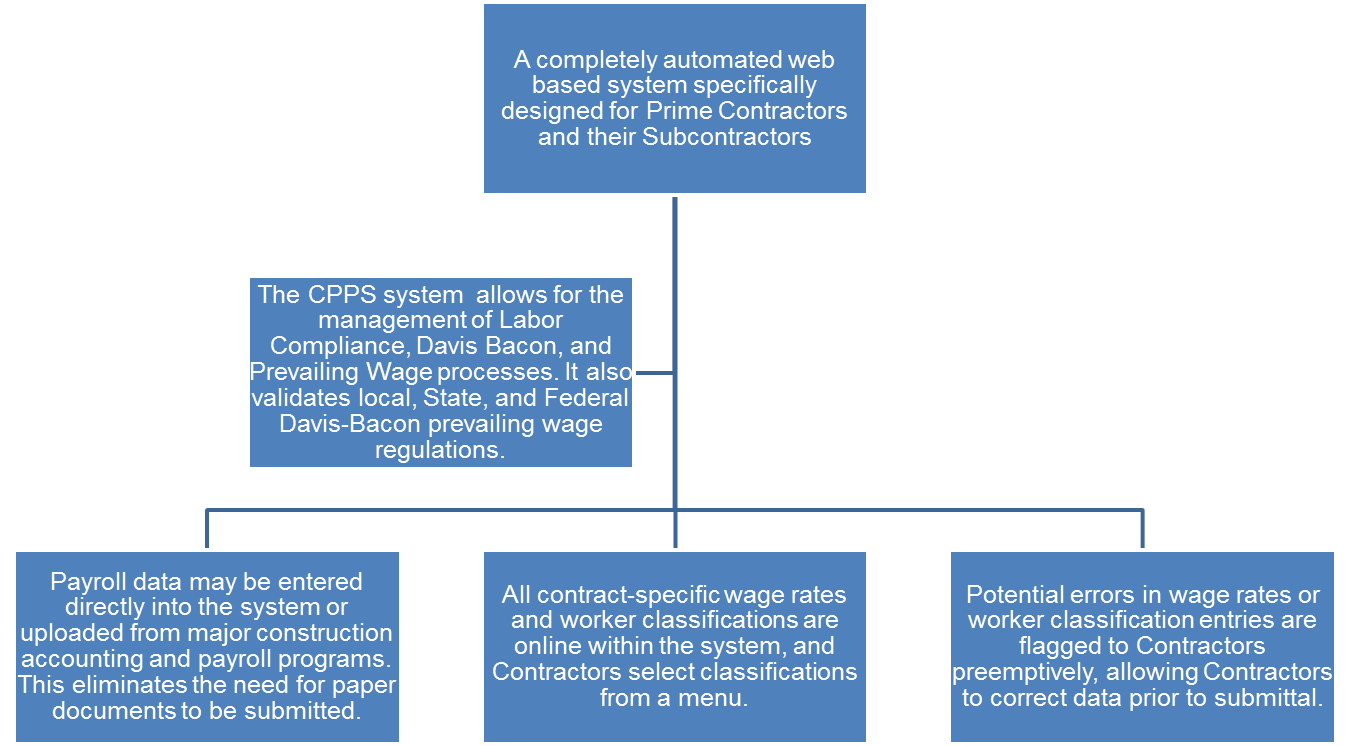 A completely automated web
based system specifically
designed for Prime Contractors
and their Subcontractors
The CPPS system  allows for the
management of Labor
Compliance, Davis Bacon, and
Prevailing Wage processes. It also
validates local, State, and Federal
Davis-Bacon prevailing wage
regulations.
Payroll data may be entered
directly into the system or
uploaded from major construction
accounting and payroll programs.
This eliminates the need for paper
documents to be submitted.
All contract-specific wage rates
and worker classifications are
online within the system, and
Contractors select classifications
from a menu.
Potential errors in wage rates or
worker classification entries are
flagged to Contractors
preemptively, allowing Contractors
to correct data prior to submittal.